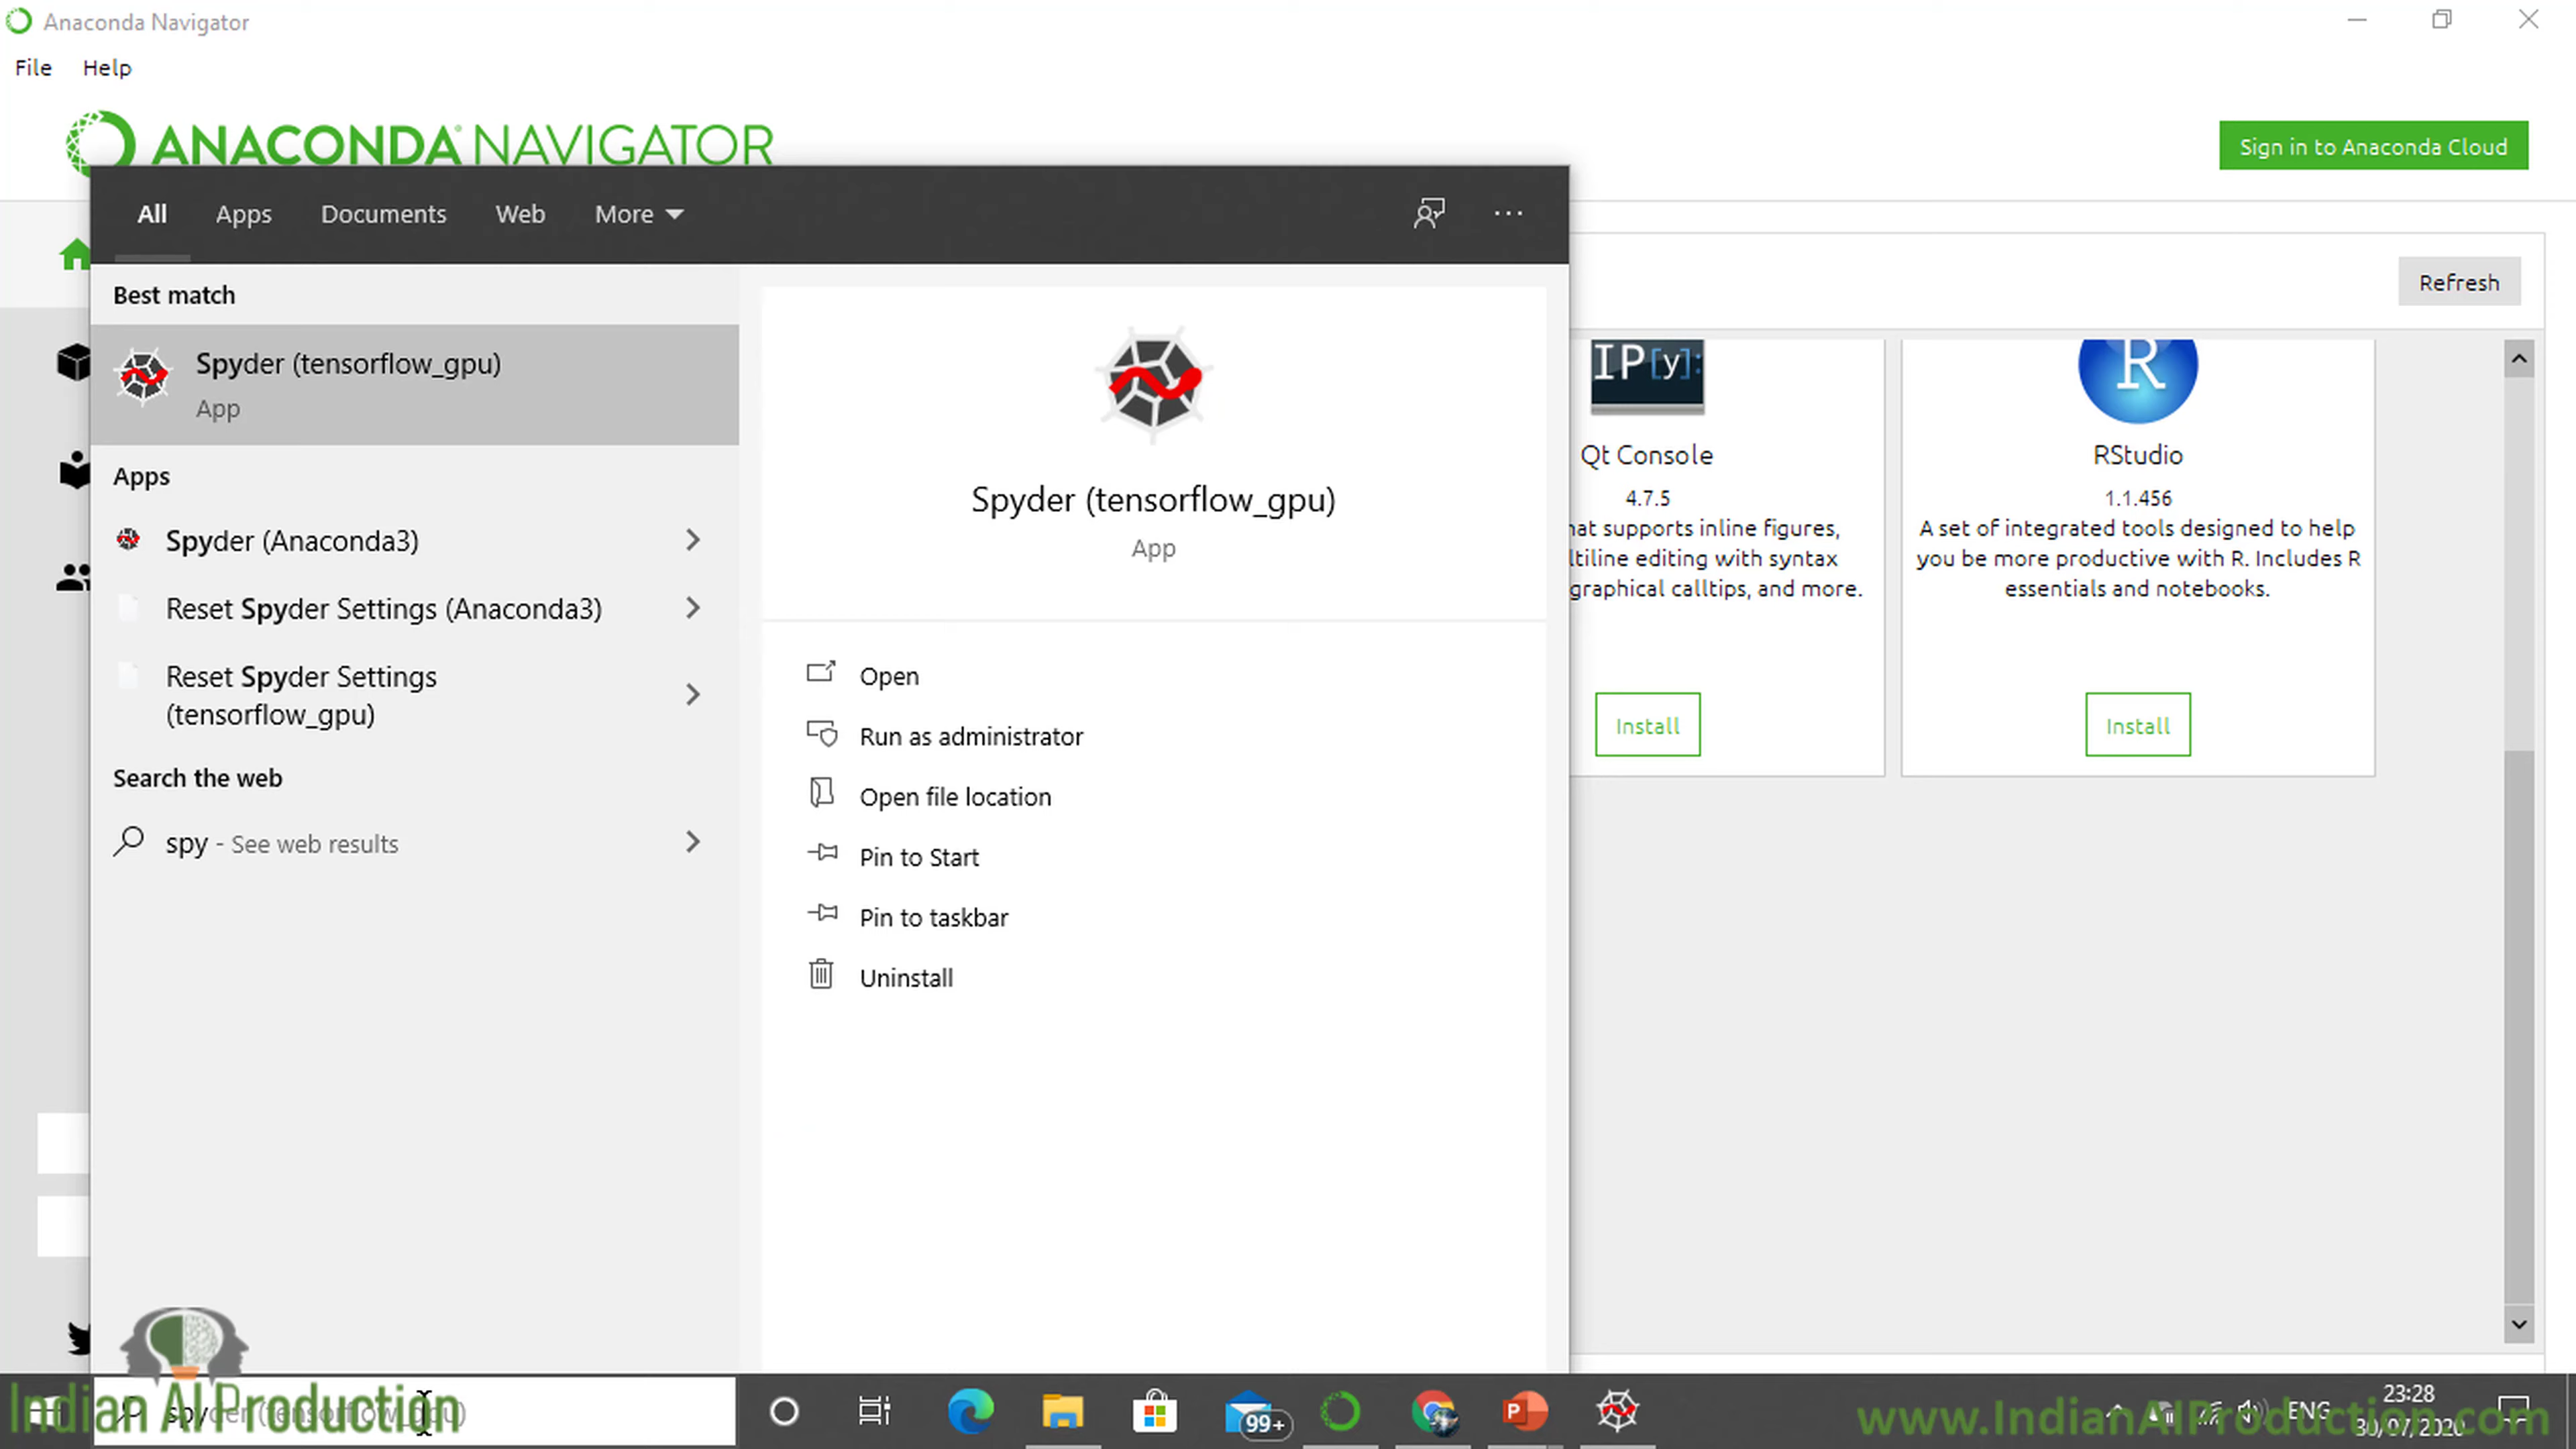 Anaconda Navigator
File Help
ANACONDA NAVIGATOR
Sign in to Anaconda Cloud
All Apps Documents Web More
Refresh
Best match
Spyder (tensorflow_gpu)
App
Apps
Spyder (Anaconda3)
Reset Spyder Settings (Anaconda3)
Reset Spyder Settings
(tensorflow_gpu)
Search the web
spy - See web results
Spyder (tensorflow_gpu)
App
Open
Run as administrator
Open file location
Pin to Start
Pin to taskbar
Uninstall
IP[y]:
Qt Console
4.7.5
hat supports inline figures,
ltiline editing with syntax
graphical calltips, and more.
Install
R
RStudio
1.1.456
A set of integrated tools designed to help
you be more productive with R. Includes R
essentials and notebooks.
Install
Indian AI Production
spyder (tensorflow_gpu)
99+
P
ENG
23:28
30/07/2020
www.IndianAIProduction.com